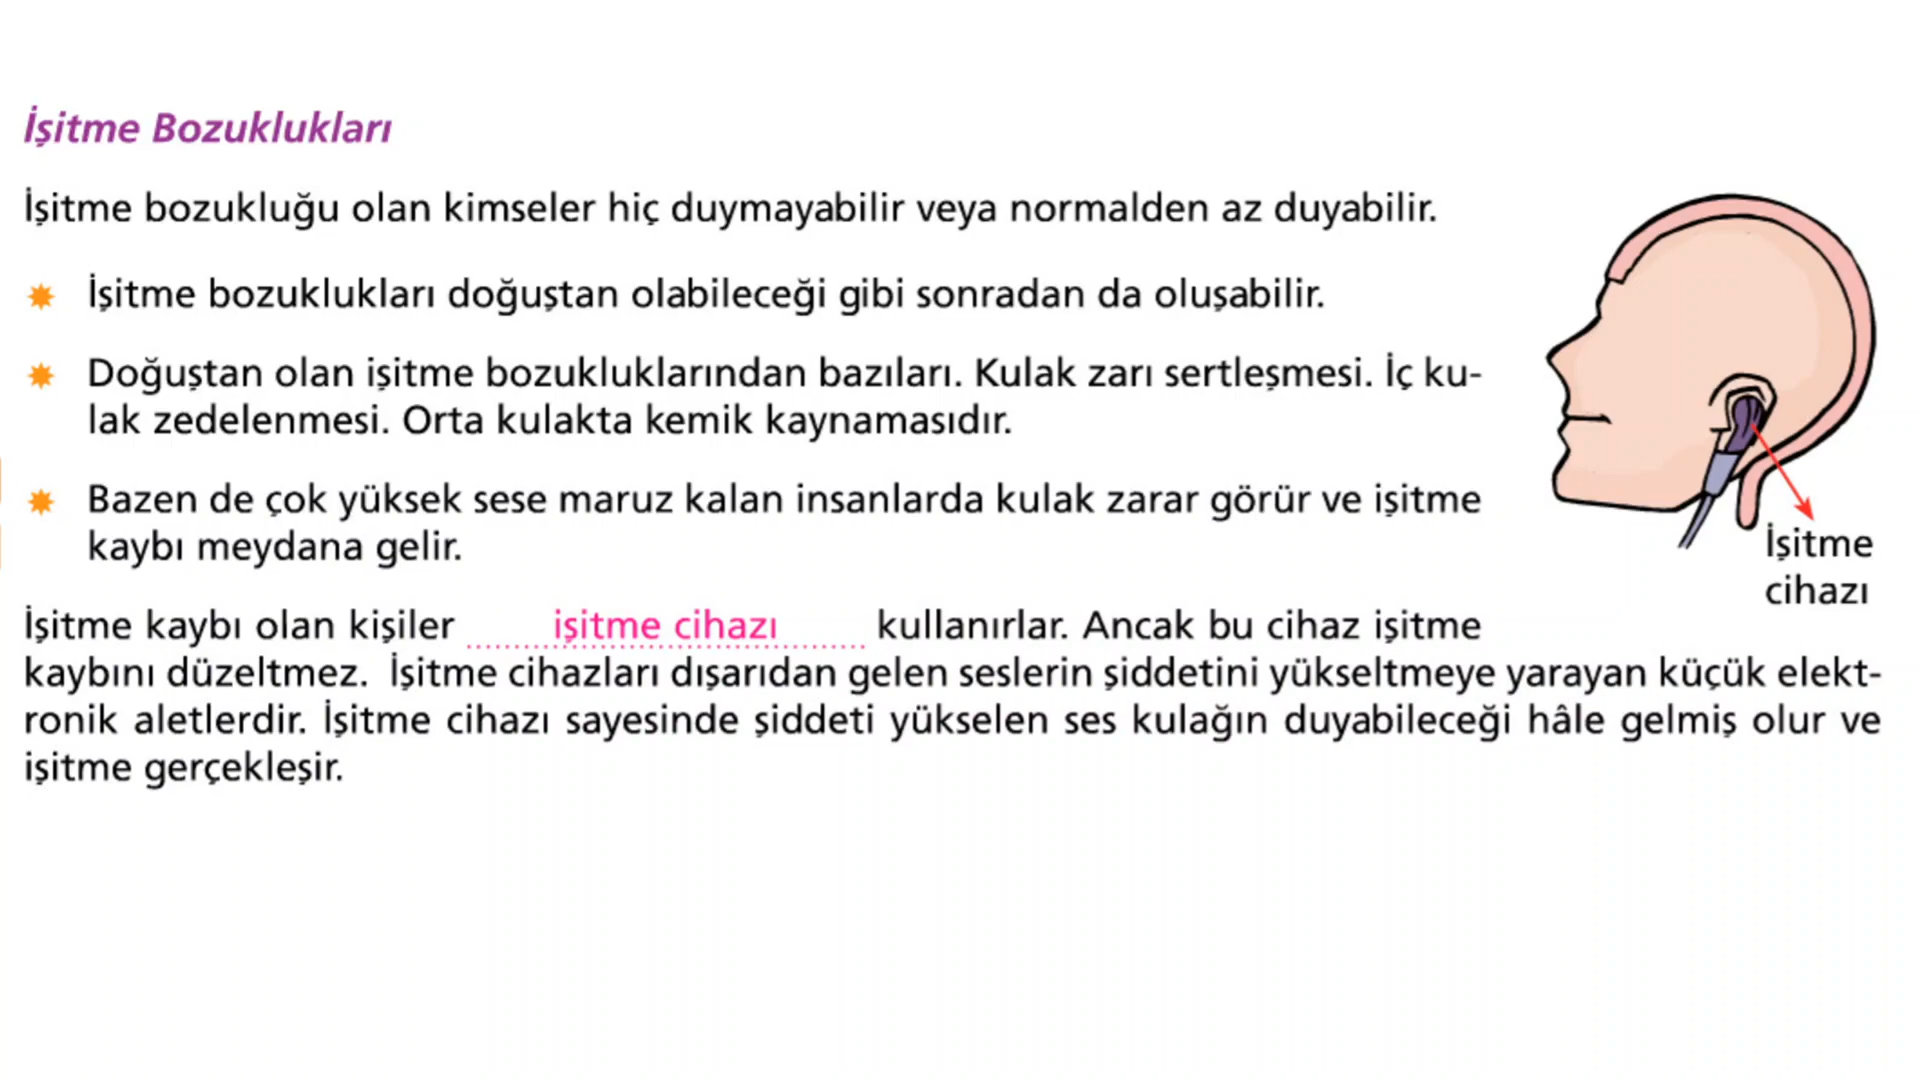 İşitme Bozuklukları
İşitme bozukluğu olan kimseler hiç duymayabilir veya normalden az duyabilir.
İşitme bozuklukları doğuştan olabileceği gibi sonradan da oluşabilir.
Doğuştan olan işitme bozukluklarından bazıları. Kulak zarı sertleşmesi. İç ku-
lak zedelenmesi. Orta kulakta kemik kaynamasıdır.
Bazen de çok yüksek sese maruz kalan insanlarda kulak zarar görür ve işitme
kaybı meydana gelir.
İşitme
cihazı
İşitme kaybı olan kişiler işitme cihazı kullanırlar. Ancak bu cihaz işitme
kaybını düzeltmez. İşitme cihazları dışarıdan gelen seslerin şiddetini yükseltmeye yarayan küçük elekt-
ronik aletlerdir. İşitme cihazı sayesinde şiddeti yükselen ses kulağın duyabileceği hâle gelmiş olur ve
işitme gerçekleşir.